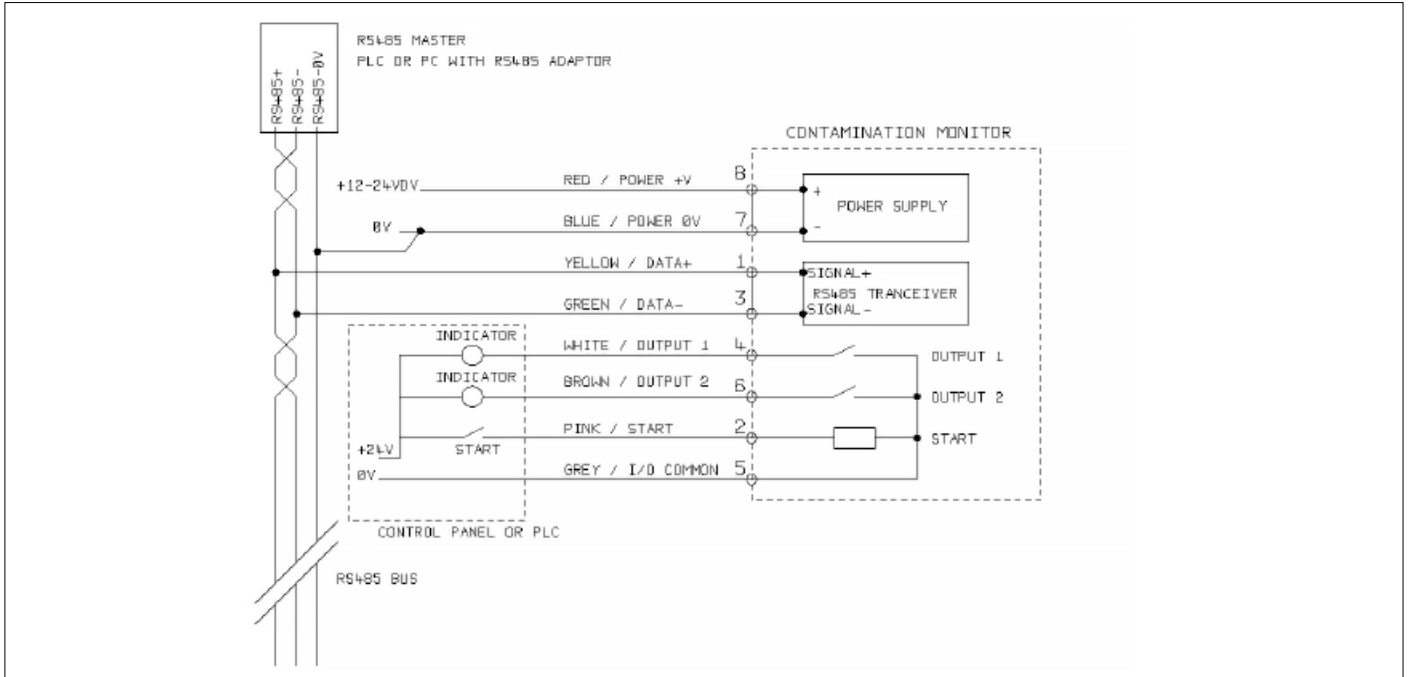 RS485 MASTER
PLC OR PC WITH RS485 ADAPTOR
RS485+
RS485-
RS485-0V
CONTAMINATION MONITOR
+12-24VDV
RED / POWER +V
8
+
POWER SUPPLY
0V
BLUE / POWER 0V
7
-
YELLOW / DATA+
1
SIGNAL+
RS485 TRANCEIVER
GREEN / DATA-
3
SIGNAL-
INDICATOR
WHITE / OUTPUT 1
4
OUTPUT 1
INDICATOR
BROWN / OUTPUT 2
6
OUTPUT 2
PINK / START
2
START
+24V
START
0V
GREY / I/O COMMON
5
CONTROL PANEL OR PLC
RS485 BUS